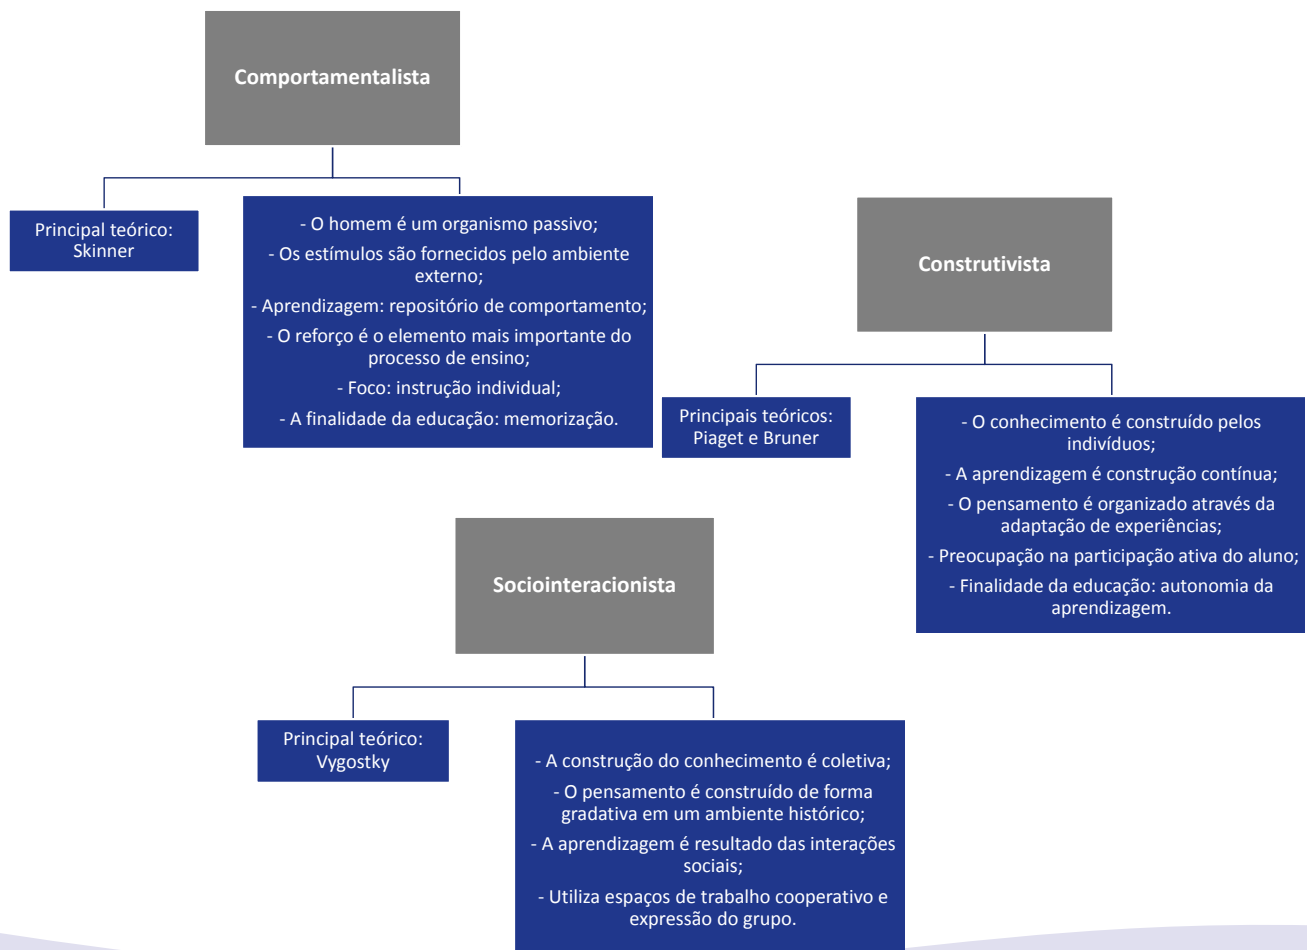 Comportamentalista
Principal teórico:
Skinner
- O homem é um organismo passivo;
- Os estímulos são fornecidos pelo ambiente
externo;
- Aprendizagem: repositório de comportamento;
- O reforço é o elemento mais importante do
processo de ensino;
- Foco: instrução individual;
- A finalidade da educação: memorização.
Construtivista
Principais teóricos:
Piaget e Bruner
- O conhecimento é construído pelos
indivíduos;
- A aprendizagem é construção contínua;
- O pensamento é organizado através da
adaptação de experiências;
- Preocupação na participação ativa do aluno;
- Finalidade da educação: autonomia da
aprendizagem.
Sociointeracionista
Principal teórico:
Vygostky
- A construção do conhecimento é coletiva;
- O pensamento é construído de forma
gradativa em um ambiente histórico;
- A aprendizagem é resultado das interações
sociais;
- Utiliza espaços de trabalho cooperativo e
expressão do grupo.